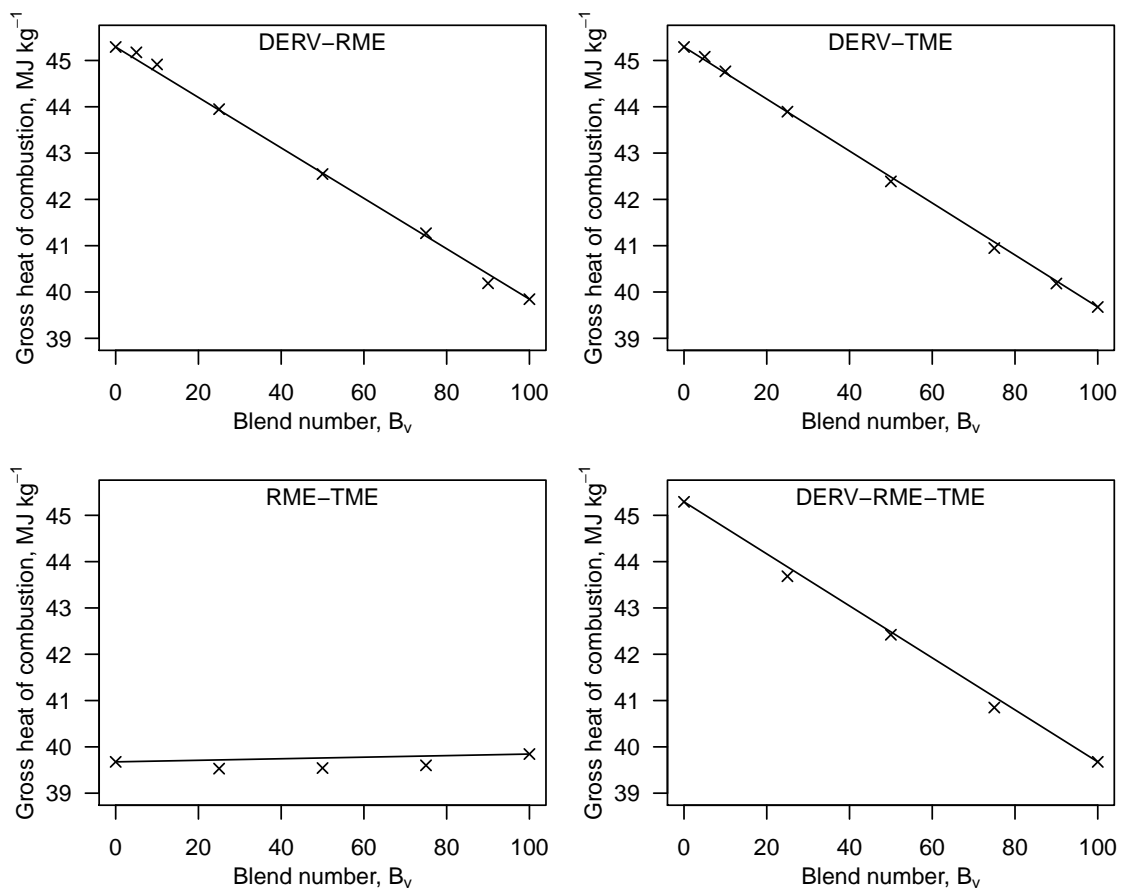 DERV−RME
Gross heat of combustion, MJ kg⁻¹
45
44
43
42
41
40
39
0 20 40 60 80 100
Blend number, Bᵥ
DERV−TME
Gross heat of combustion, MJ kg⁻¹
45
44
43
42
41
40
39
0 20 40 60 80 100
Blend number, Bᵥ
RME−TME
Gross heat of combustion, MJ kg⁻¹
45
44
43
42
41
40
39
0 20 40 60 80 100
Blend number, Bᵥ
DERV−RME−TME
Gross heat of combustion, MJ kg⁻¹
45
44
43
42
41
40
39
0 20 40 60 80 100
Blend number, Bᵥ